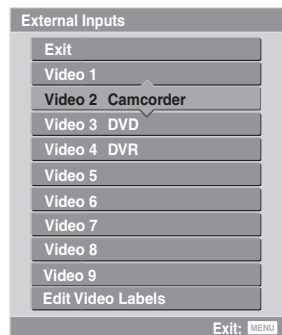 External Inputs
Exit
Video 1
Video 2 Camcorder
Video 3 DVD
Video 4 DVR
Video 5
Video 6
Video 7
Video 8
Video 9
Edit Video Labels
Exit: MENU